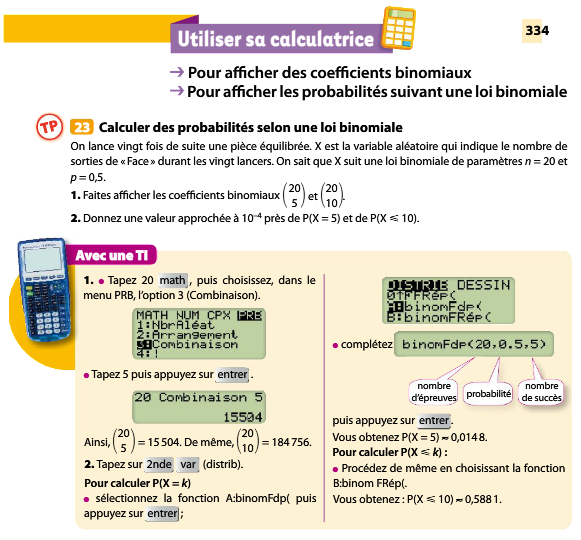 Utiliser sa calculatrice
334
→ Pour afficher des coefficients binomiaux
→ Pour afficher les probabilités suivant une loi binomiale
TP 23 Calculer des probabilités selon une loi binomiale
On lance vingt fois de suite une pièce équilibrée. X est la variable aléatoire qui indique le nombre de
sorties de « Face » durant les vingt lancers. On sait que X suit une loi binomiale de paramètres n = 20 et
p = 0,5.
1. Faites afficher les coefficients binomiaux (20 5) et (20 10).
2. Donnez une valeur approchée à 10⁻⁴ près de P(X = 5) et de P(X ⩽ 10).
Avec une TI
1. • Tapez 20 math , puis choisissez, dans le
menu PRB, l'option 3 (Combinaison).
MATH NUM CPX PRB
1:NbrAléat
2:Arrangement
3:Combinaison
4:!
• Tapez 5 puis appuyez sur entrer .
20 Combinaison 5
15504
Ainsi, (20 5) = 15 504. De même, (20 10) = 184 756.
2. Tapez sur 2nde var (distrib).
Pour calculer P(X = k)
• sélectionnez la fonction A:binomFdp( puis
appuyez sur entrer ;
DISTRIB DESSIN
0↑FFRép(
A:binomFdp(
B:binomFRép(
• complétez binomFdp(20,0.5,5)
nombre
d'épreuves
probabilité
nombre
de succès
puis appuyez sur entrer.
Vous obtenez P(X = 5) ≈ 0,014 8.
Pour calculer P(X ⩽ k) :
• Procédez de même en choisissant la fonction
B:binom FRép(.
Vous obtenez : P(X ⩽ 10) ≈ 0,588 1.